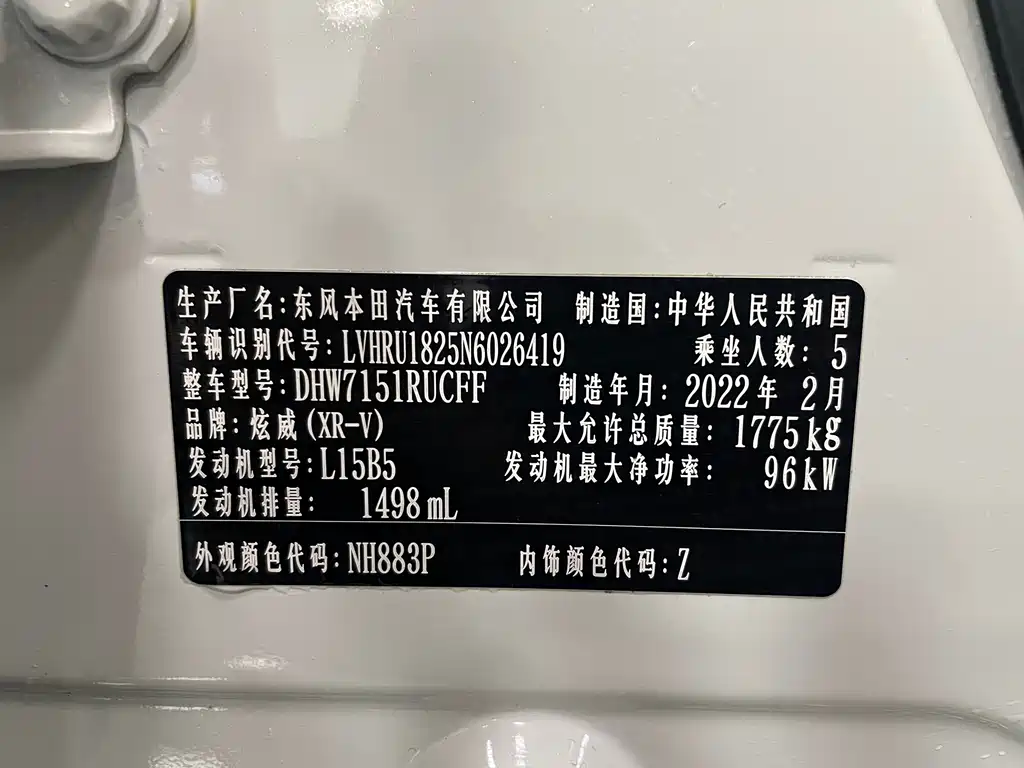 生产厂名:东风本田汽车有限公司 制造国:中华人民共和国
车辆识别代号:LVHRU1825N6026419 乘坐人数: 5
整车型号:DHW7151RUCFF 制造年月: 2022年 2月
品牌: 炫威(XR-V) 最大允许总质量: 1775kg
发动机型号:L15B5 发动机最大净功率: 96kW
发动机排量: 1498mL
外观颜色代码:NH883P 内饰颜色代码:Z